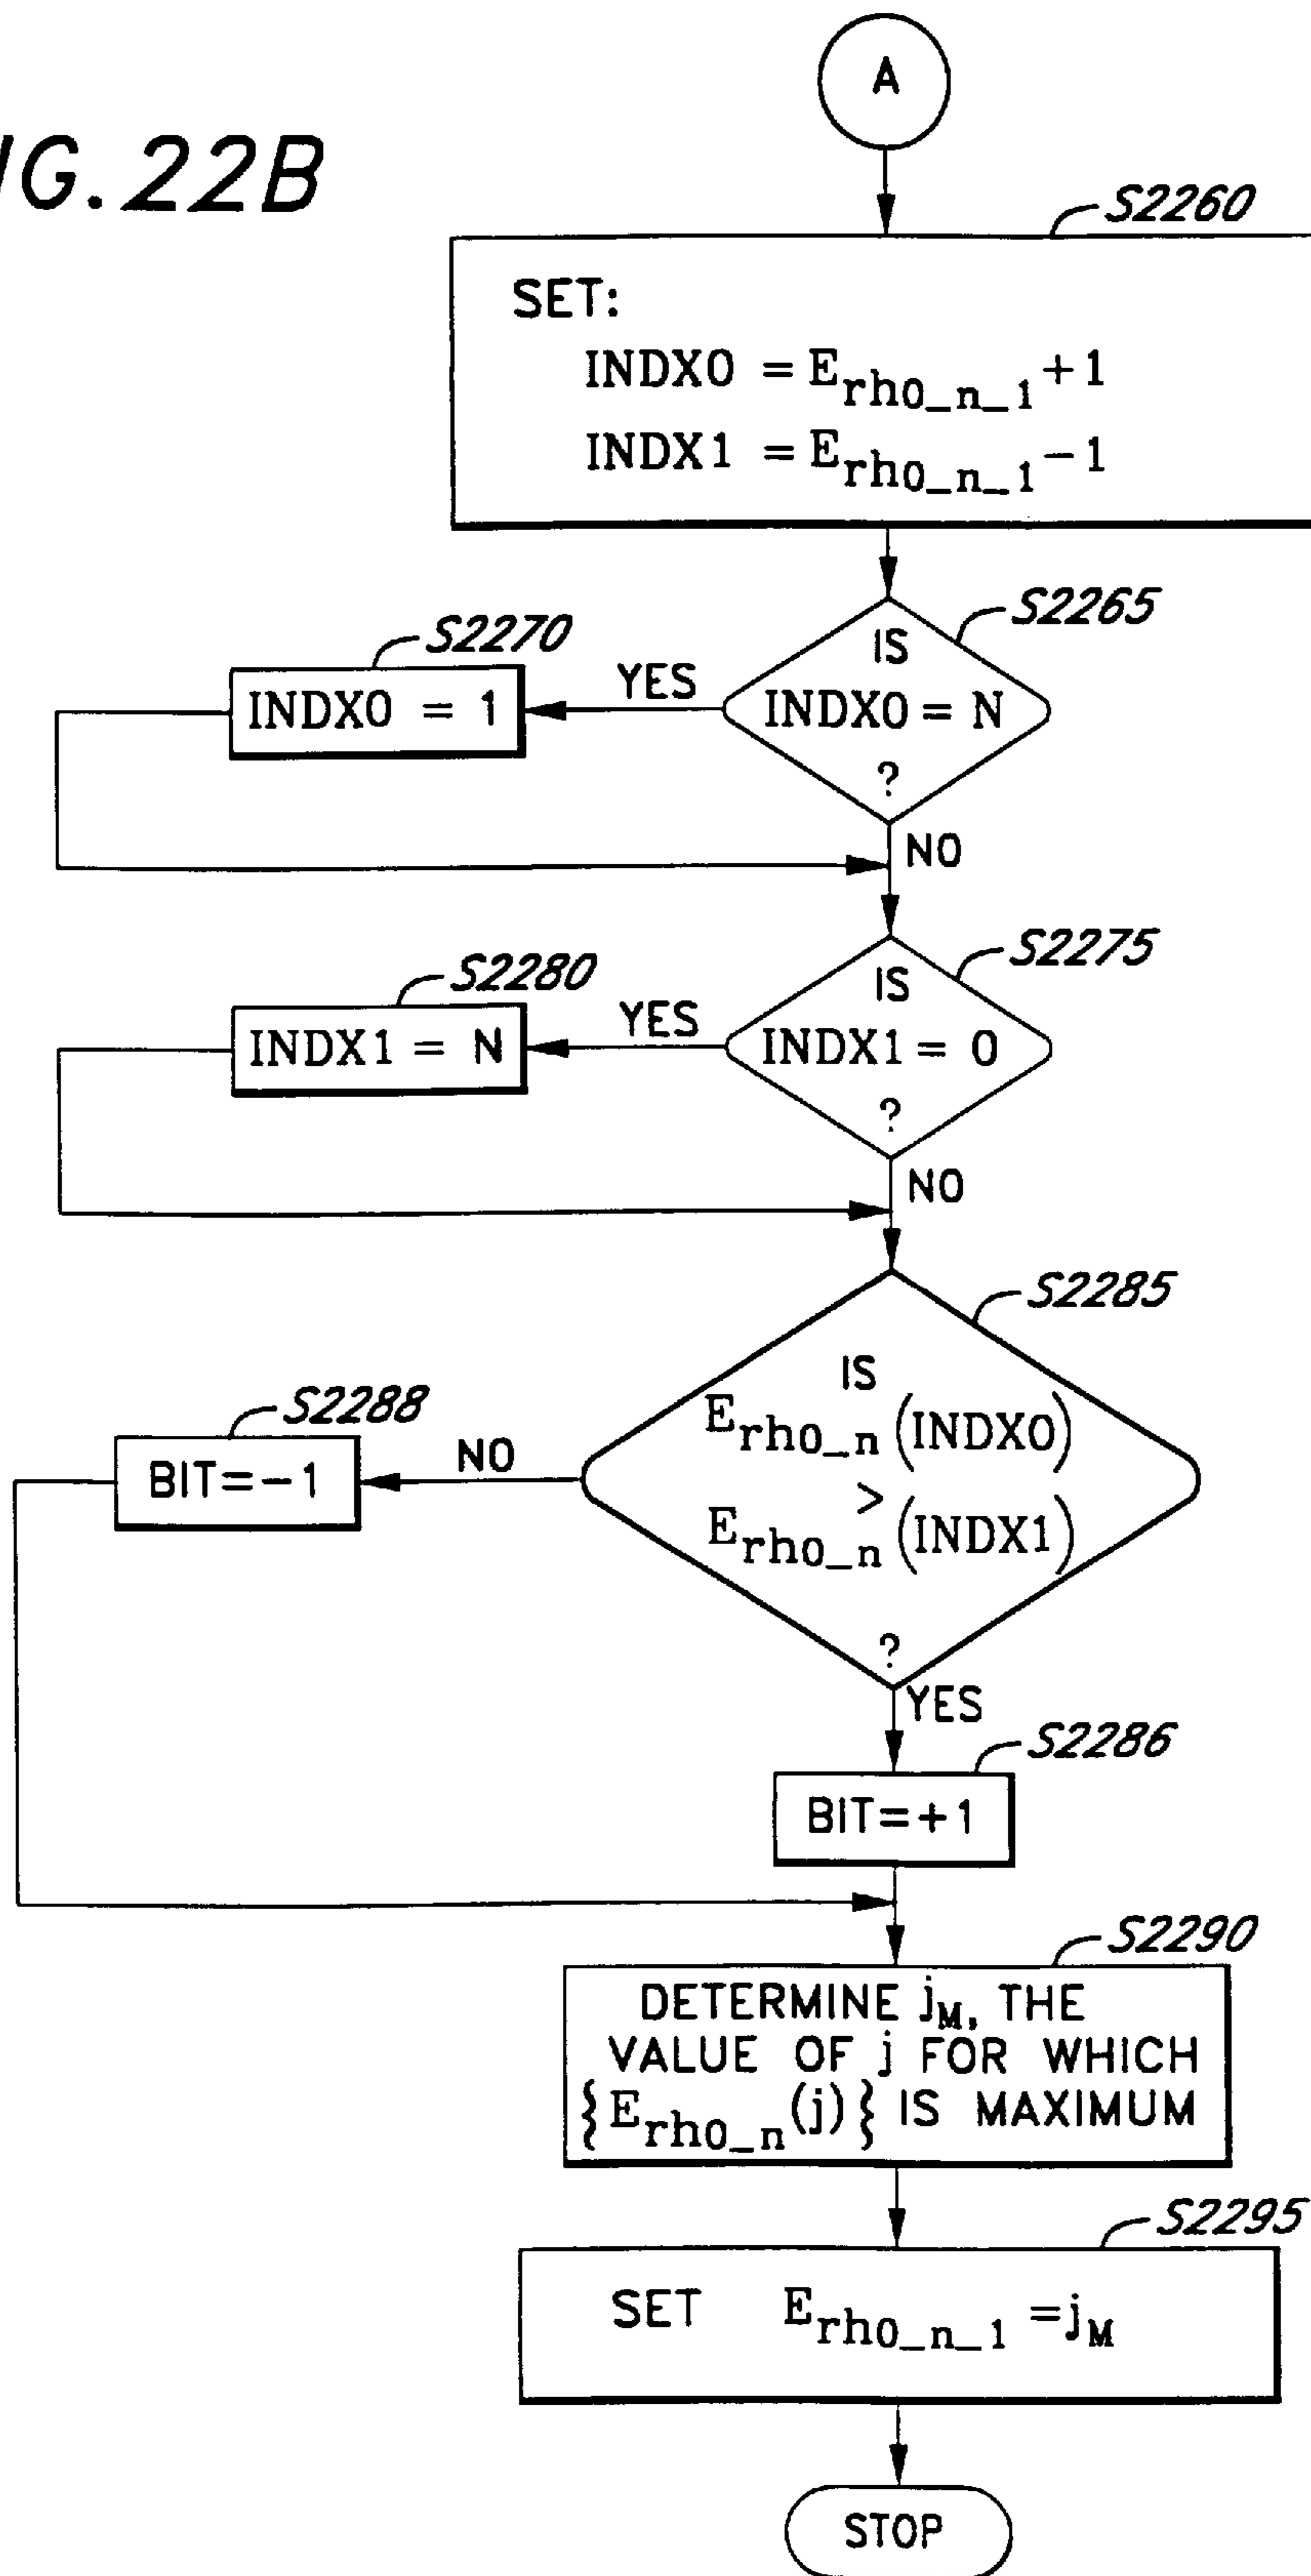 IG. 22B
A
S2260
SET:
INDX0 = E_rho_n_1 +1
INDX1 = E_rho_n_1 -1
S2265
IS
INDX0 = N
?
YES
S2270
INDX0 = 1
NO
S2275
IS
INDX1 = 0
?
YES
S2280
INDX1 = N
NO
S2285
IS
E_rho_n (INDX0)
>
E_rho_n (INDX1)
?
NO
S2288
BIT=-1
YES
S2286
BIT=+1
S2290
DETERMINE j_M, THE
VALUE OF j FOR WHICH
{E_rho_n (j)} IS MAXIMUM
S2295
SET E_rho_n_1 =j_M
STOP